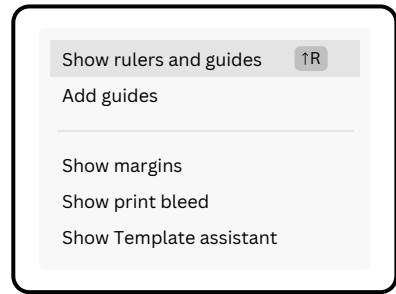 Show rulers and guides ↑R
Add guides
Show margins
Show print bleed
Show Template assistant